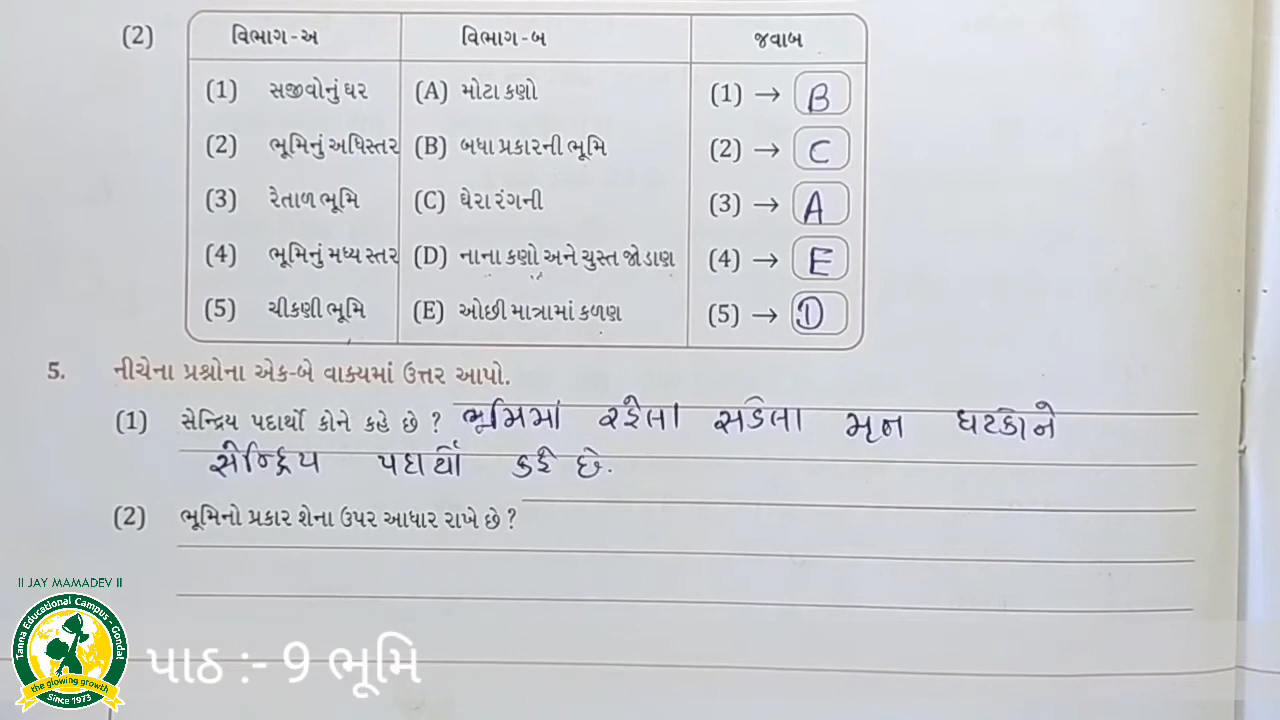 (2) વિભાગ-અ વિભાગ-બ જવાબ
(1) સજીવોનું ઘર (A) મોટા કણો (1) → B
(2) ભૂમિનું અધિસ્તર (B) બધા પ્રકારની ભૂમિ (2) → C
(3) રેતાળ ભૂમિ (C) ઘેરા રંગની (3) → A
(4) ભૂમિનું મધ્ય સ્તર (D) નાના કણો અને ચુસ્ત જોડાણ (4) → E
(5) ચીકણી ભૂમિ (E) ઓછી માત્રામાં કળણ (5) → D
5. નીચેના પ્રશ્નોના એક-બે વાક્યમાં ઉત્તર આપો.
(1) સેન્દ્રિય પદાર્થો કોને કહે છે ? ભૂમિમાં રહેલા સડેલા મૃત ઘટકોને
સેન્દ્રિય પદાર્થો કહે છે.
(2) ભૂમિનો પ્રકાર શેના ઉપર આધાર રાખે છે ?
II JAY MAMADEV II
Tanna Educational Campus - Gondal
the glowing growth
Since 1973
પાઠ :- 9 ભૂમિ